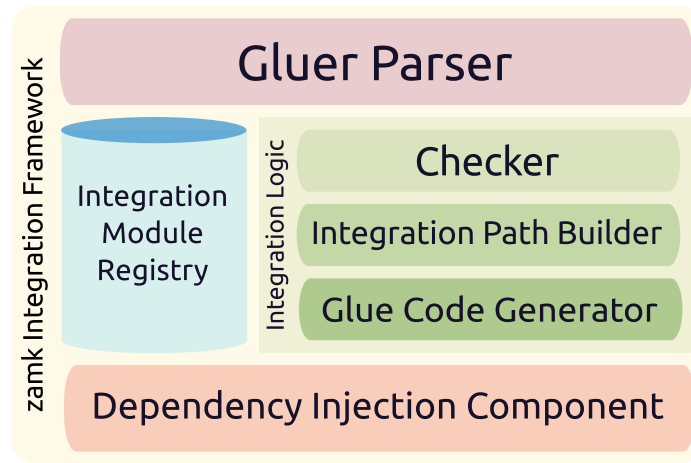 zamk Integration Framework
Gluer Parser
Integration
Module
Registry
Integration Logic
Checker
Integration Path Builder
Glue Code Generator
Dependency Injection Component